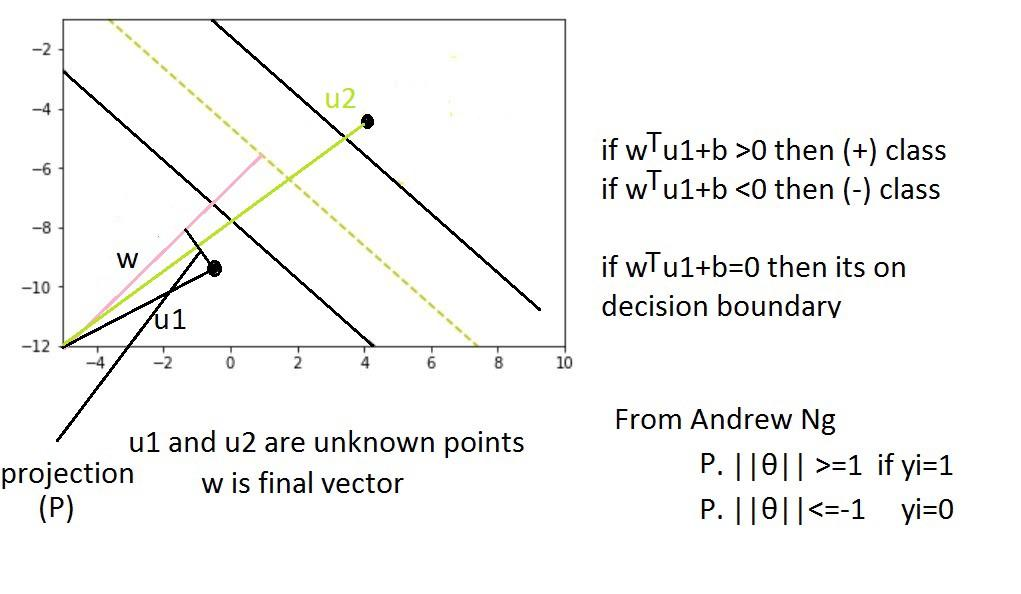 −2
−4
−6
−8
−10
−12
−4
−2
0
2
4
6
8
10
u2
w
u1
projection
(P)
u1 and u2 are unknown points
w is final vector
if wᵀu1+b >0 then (+) class
if wᵀu1+b <0 then (-) class
if wᵀu1+b=0 then its on
decision boundary
From Andrew Ng
P. ||θ|| >=1 if yi=1
P. ||θ||<=-1 yi=0